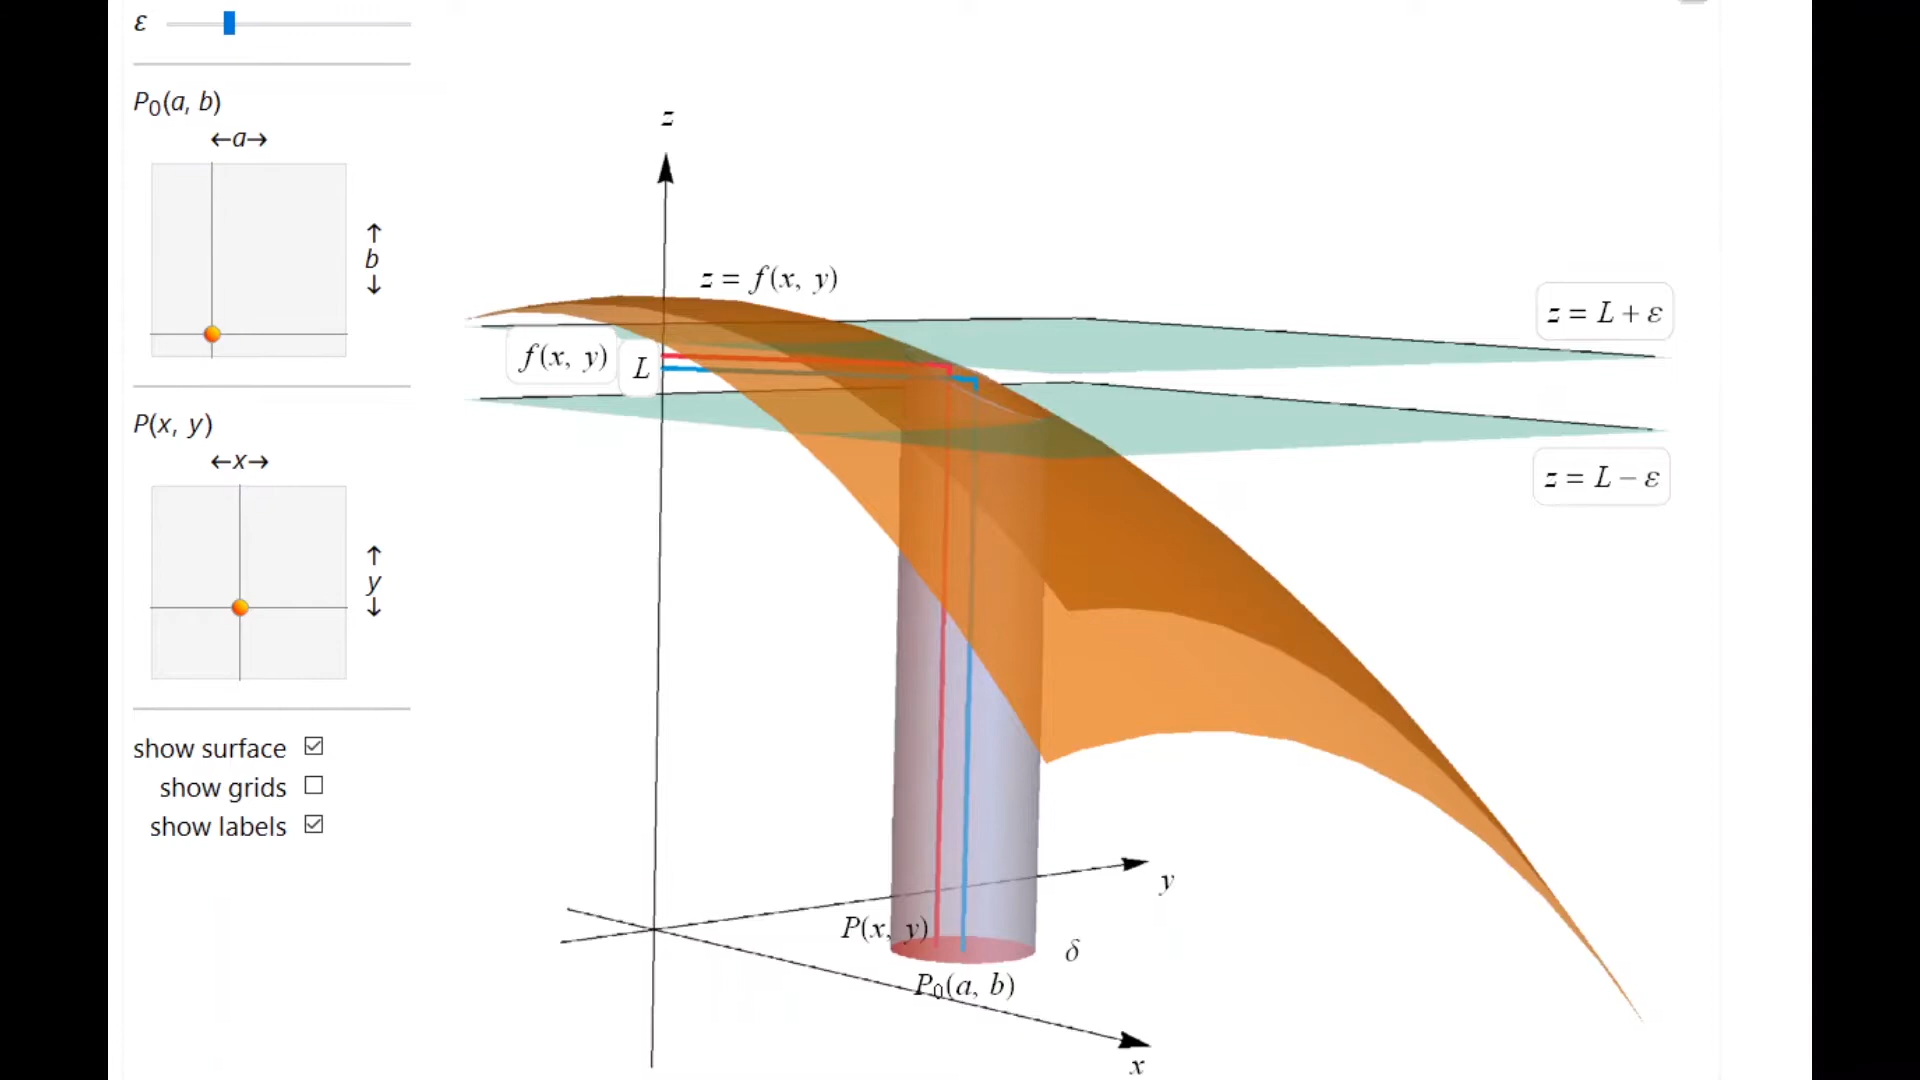 ε
P₀(a, b)
←a→
↑
b
↓
P(x, y)
←x→
↑
y
↓
show surface
show grids
show labels
z
z = f(x, y)
z = L + ε
f(x, y)
L
z = L − ε
y
P(x, y)
δ
P₀(a, b)
x